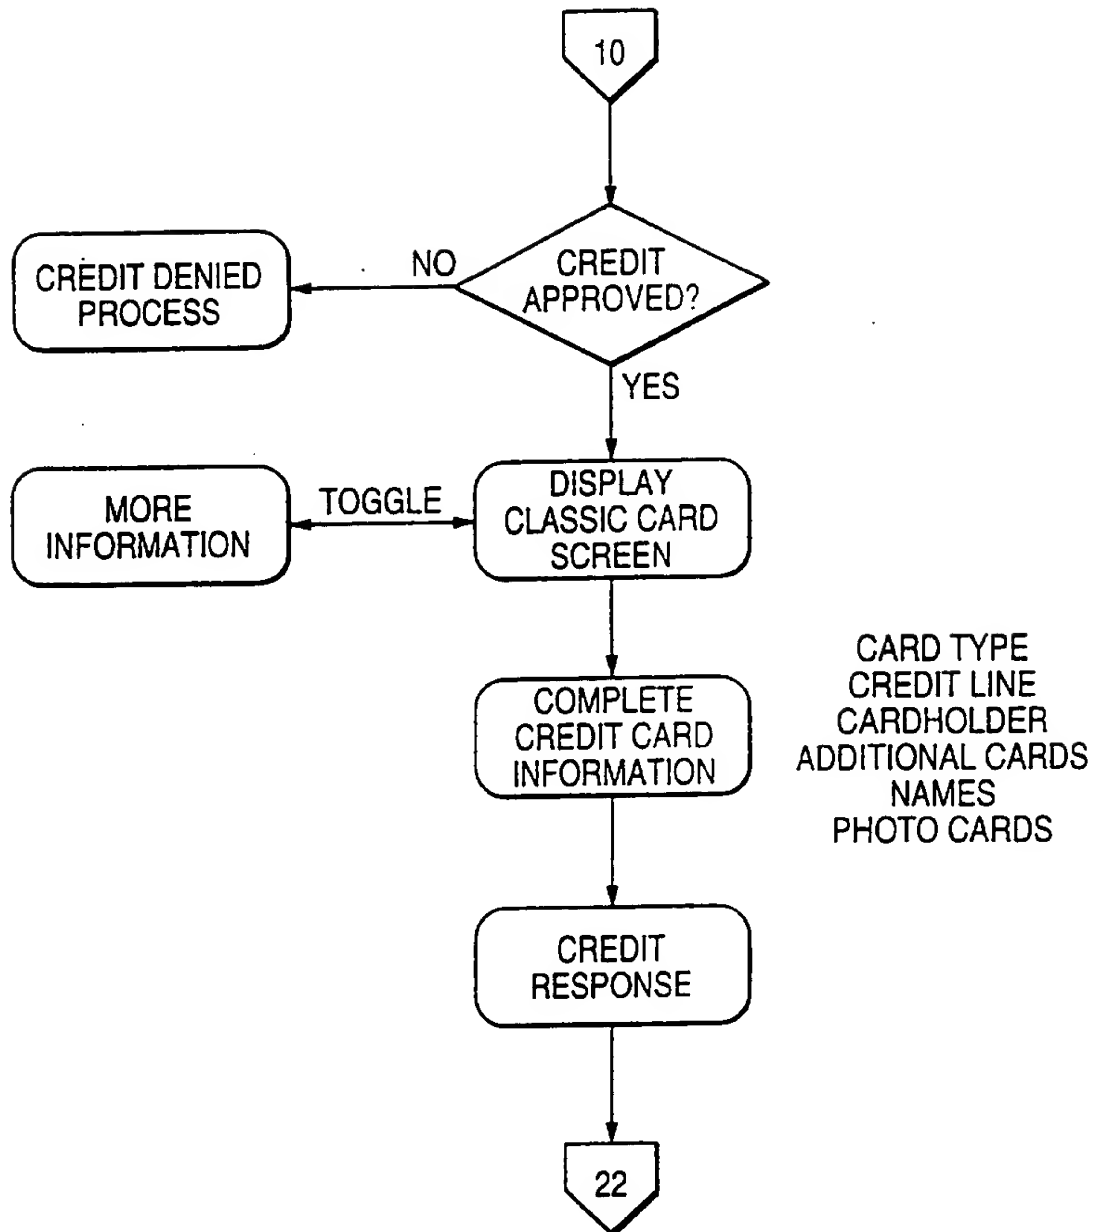 10
CREDIT
APPROVED?
NO
CREDIT DENIED
PROCESS
YES
DISPLAY
CLASSIC CARD
SCREEN
TOGGLE
MORE
INFORMATION
COMPLETE
CREDIT CARD
INFORMATION
CARD TYPE
CREDIT LINE
CARDHOLDER
ADDITIONAL CARDS
NAMES
PHOTO CARDS
CREDIT
RESPONSE
22